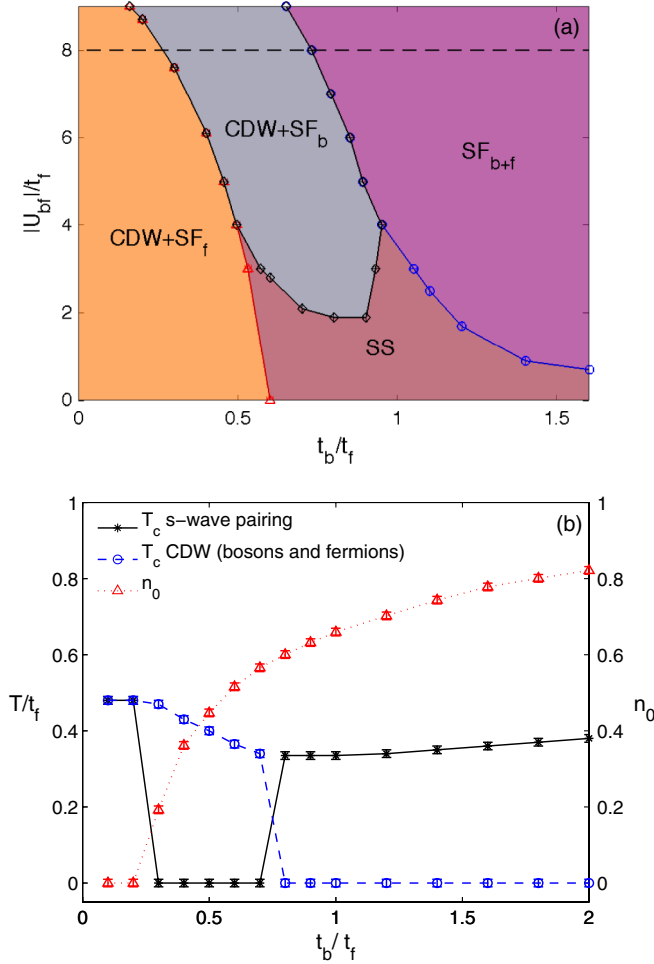 (a)
8
6
4
2
0
|U_bf|/t_f
CDW+SF_b
SF_b+f
CDW+SF_f
SS
0 0.5 1 1.5
t_b/t_f
(b)
T_c s-wave pairing
T_c CDW (bosons and fermions)
n_0
1 1
0.8 0.8
0.6 0.6
T/t_f n_0
0.4 0.4
0.2 0.2
0 0
0 0.5 1 1.5 2
t_b/ t_f